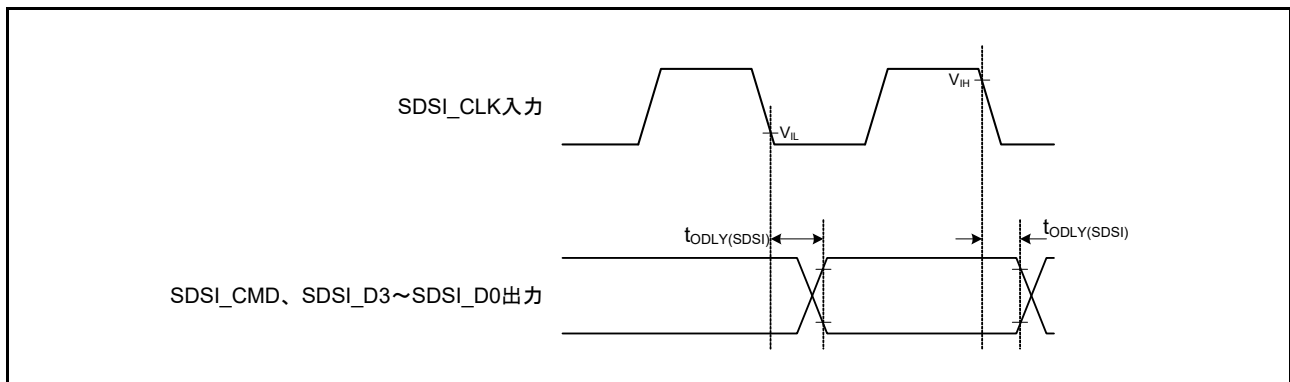 SDSI_CLK入力
VIL
VIH
tODLY(SDSI)
tODLY(SDSI)
SDSI_CMD、SDSI_D3～SDSI_D0出力